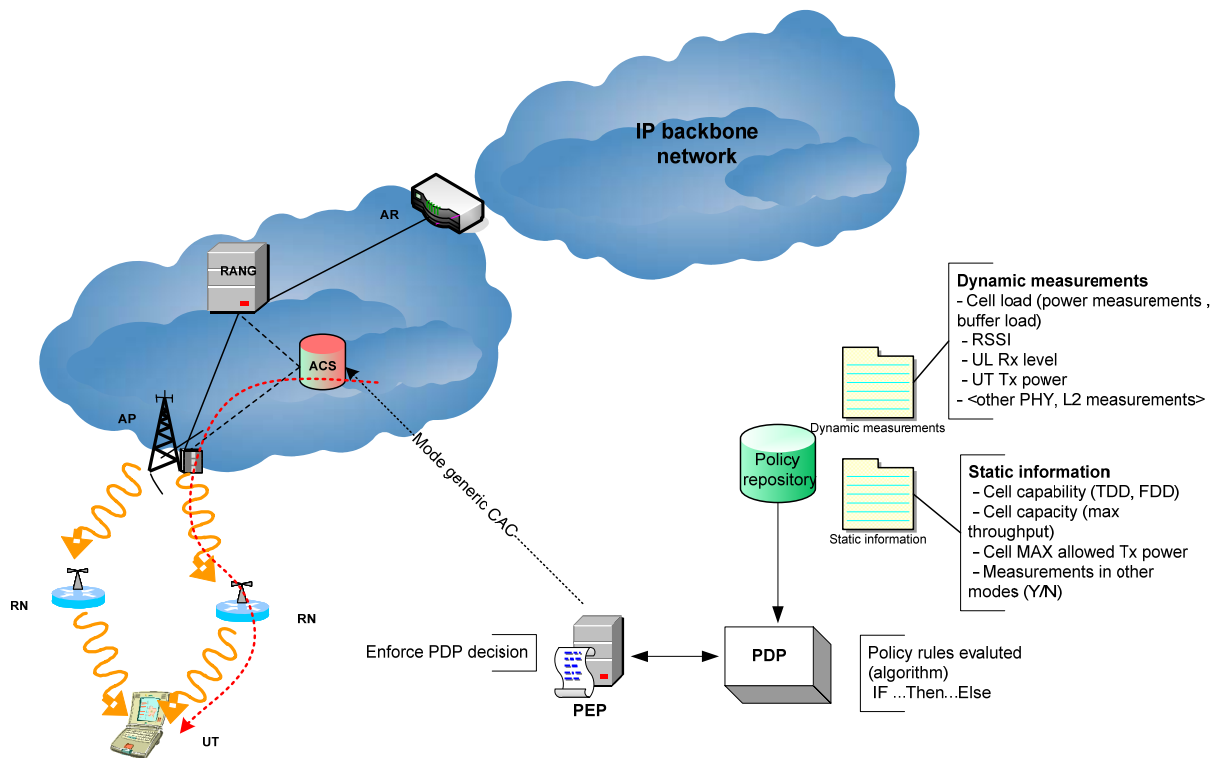 IP backbone
network
AR
RANG
ACS
AP
Mode generic CAC
RN
RN
UT
Dynamic measurements
- Cell load (power measurements ,
buffer load)
- RSSI
- UL Rx level
- UT Tx power
- <other PHY, L2 measurements>
Dynamic measurements
Policy
repository
Static information
Static information
- Cell capability (TDD, FDD)
- Cell capacity (max
throughput)
- Cell MAX allowed Tx power
- Measurements in other
modes (Y/N)
Enforce PDP decision
PEP
PDP
Policy rules evaluted
(algorithm)
IF ...Then...Else